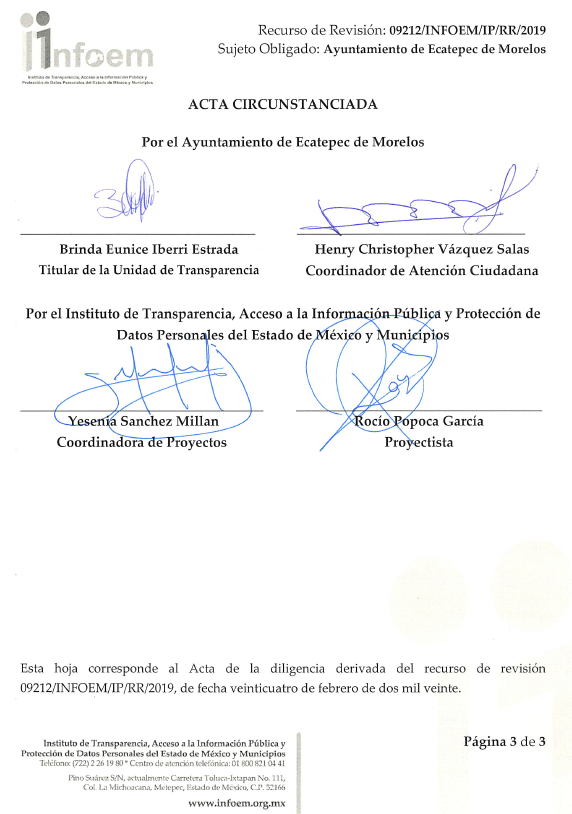 infoem
Instituto de Transparencia, Acceso a la Información Pública y
Protección de Datos Personales del Estado de México y Municipios
Recurso de Revisión: 09212/INFOEM/IP/RR/2019
Sujeto Obligado: Ayuntamiento de Ecatepec de Morelos
ACTA CIRCUNSTANCIADA
Por el Ayuntamiento de Ecatepec de Morelos
Brinda Eunice Iberri Estrada
Titular de la Unidad de Transparencia
Henry Christopher Vázquez Salas
Coordinador de Atención Ciudadana
Por el Instituto de Transparencia, Acceso a la Información Pública y Protección de
Datos Personales del Estado de México y Municipios
Yesenia Sanchez Millan
Coordinadora de Proyectos
Rocío Popoca García
Proyectista
Esta hoja corresponde al Acta de la diligencia derivada del recurso de revisión
09212/INFOEM/IP/RR/2019, de fecha veinticuatro de febrero de dos mil veinte.
Instituto de Transparencia, Acceso a la Información Pública y
Protección de Datos Personales del Estado de México y Municipios
Teléfono: (722) 2 26 19 80 * Centro de atención telefónica: 01 800 821 04 41
Pino Suárez S/N, actualmente Carretera Toluca-Ixtapan No. 111,
Col. La Michoacana, Metepec, Estado de México, C.P. 52166
www.infoem.org.mx
Página 3 de 3